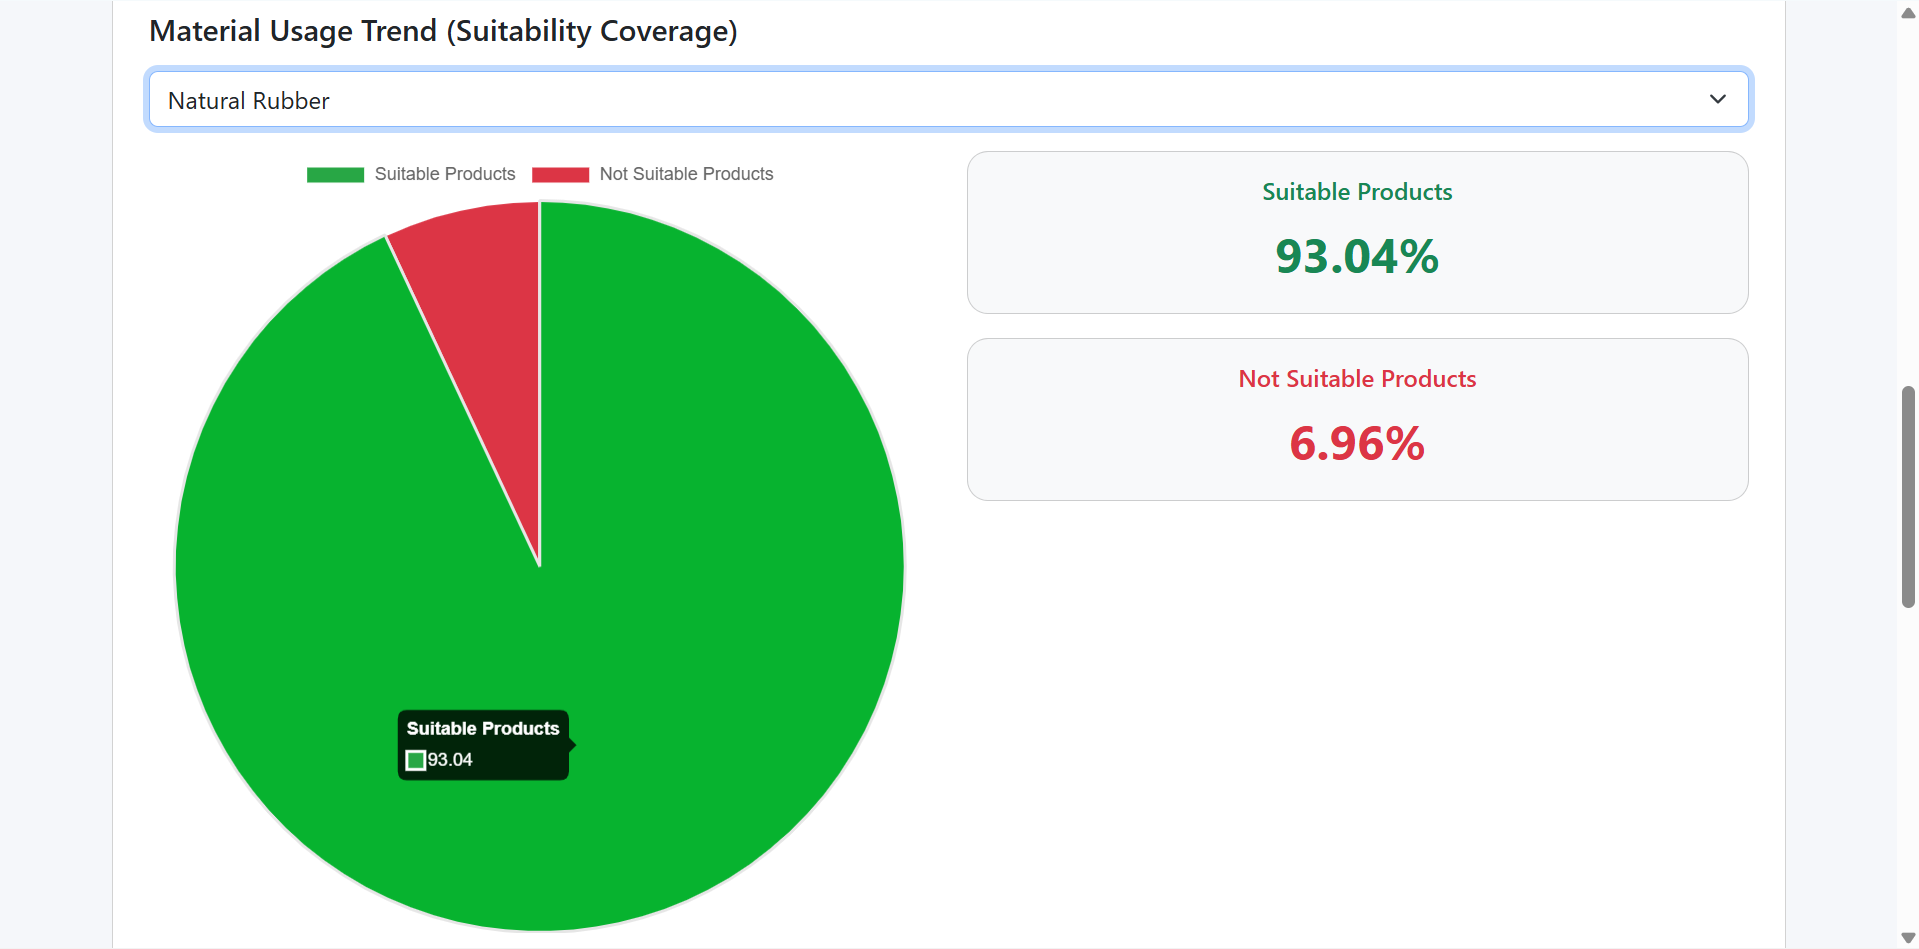 Material Usage Trend (Suitability Coverage)
Natural Rubber
Suitable Products
Not Suitable Products
Suitable Products
93.04%
Not Suitable Products
6.96%
Suitable Products
93.04